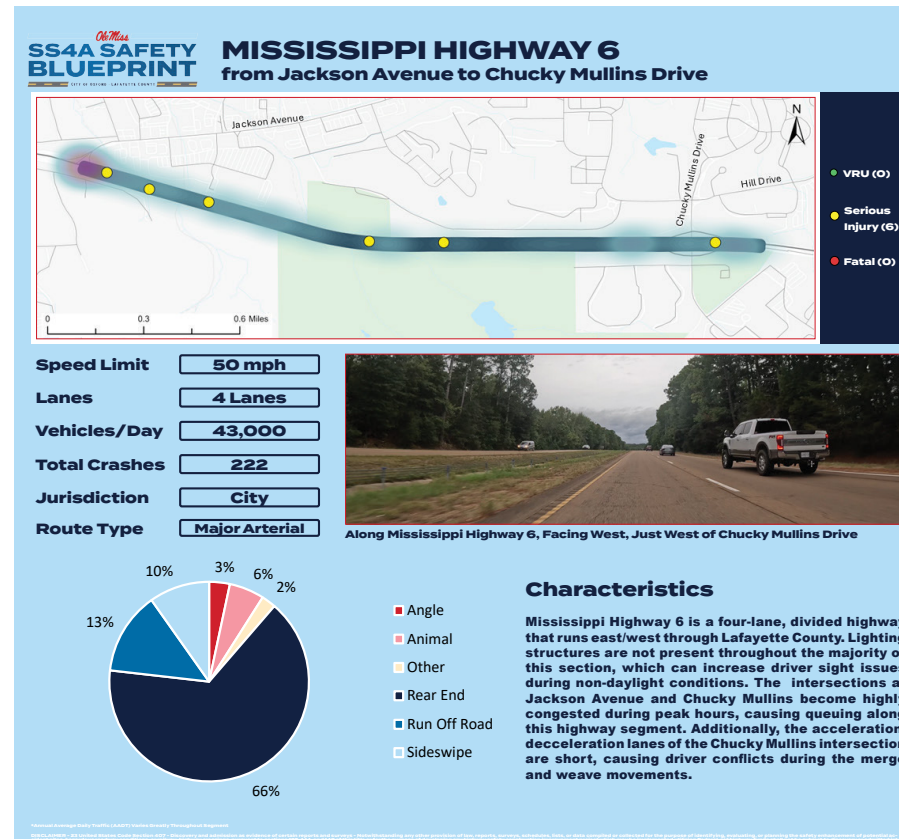 Ole Miss
SS4A SAFETY
BLUEPRINT
CITY OF OXFORD · LAFAYETTE COUNTY
MISSISSIPPI HIGHWAY 6
from Jackson Avenue to Chucky Mullins Drive
Jackson Avenue
Chucky Mullins Drive
Hill Drive
N
0 0.3 0.6 Miles
VRU (0)
Serious
Injury (6)
Fatal (0)
Speed Limit 50 mph
Lanes 4 Lanes
Vehicles/Day 43,000
Total Crashes 222
Jurisdiction City
Route Type Major Arterial
Along Mississippi Highway 6, Facing West, Just West of Chucky Mullins Drive
3%
6%
2%
10%
13%
66%
Angle
Animal
Other
Rear End
Run Off Road
Sideswipe
Characteristics
Mississippi Highway 6 is a four-lane, divided highway
that runs east/west through Lafayette County. Lighting
structures are not present throughout the majority o
this section, which can increase driver sight issues
during non-daylight conditions. The intersections a
Jackson Avenue and Chucky Mullins become highl
congested during peak hours, causing queuing along
this highway segment. Additionally, the acceleration
decceleration lanes of the Chucky Mullins intersection
are short, causing driver conflicts during the merge
and weave movements.